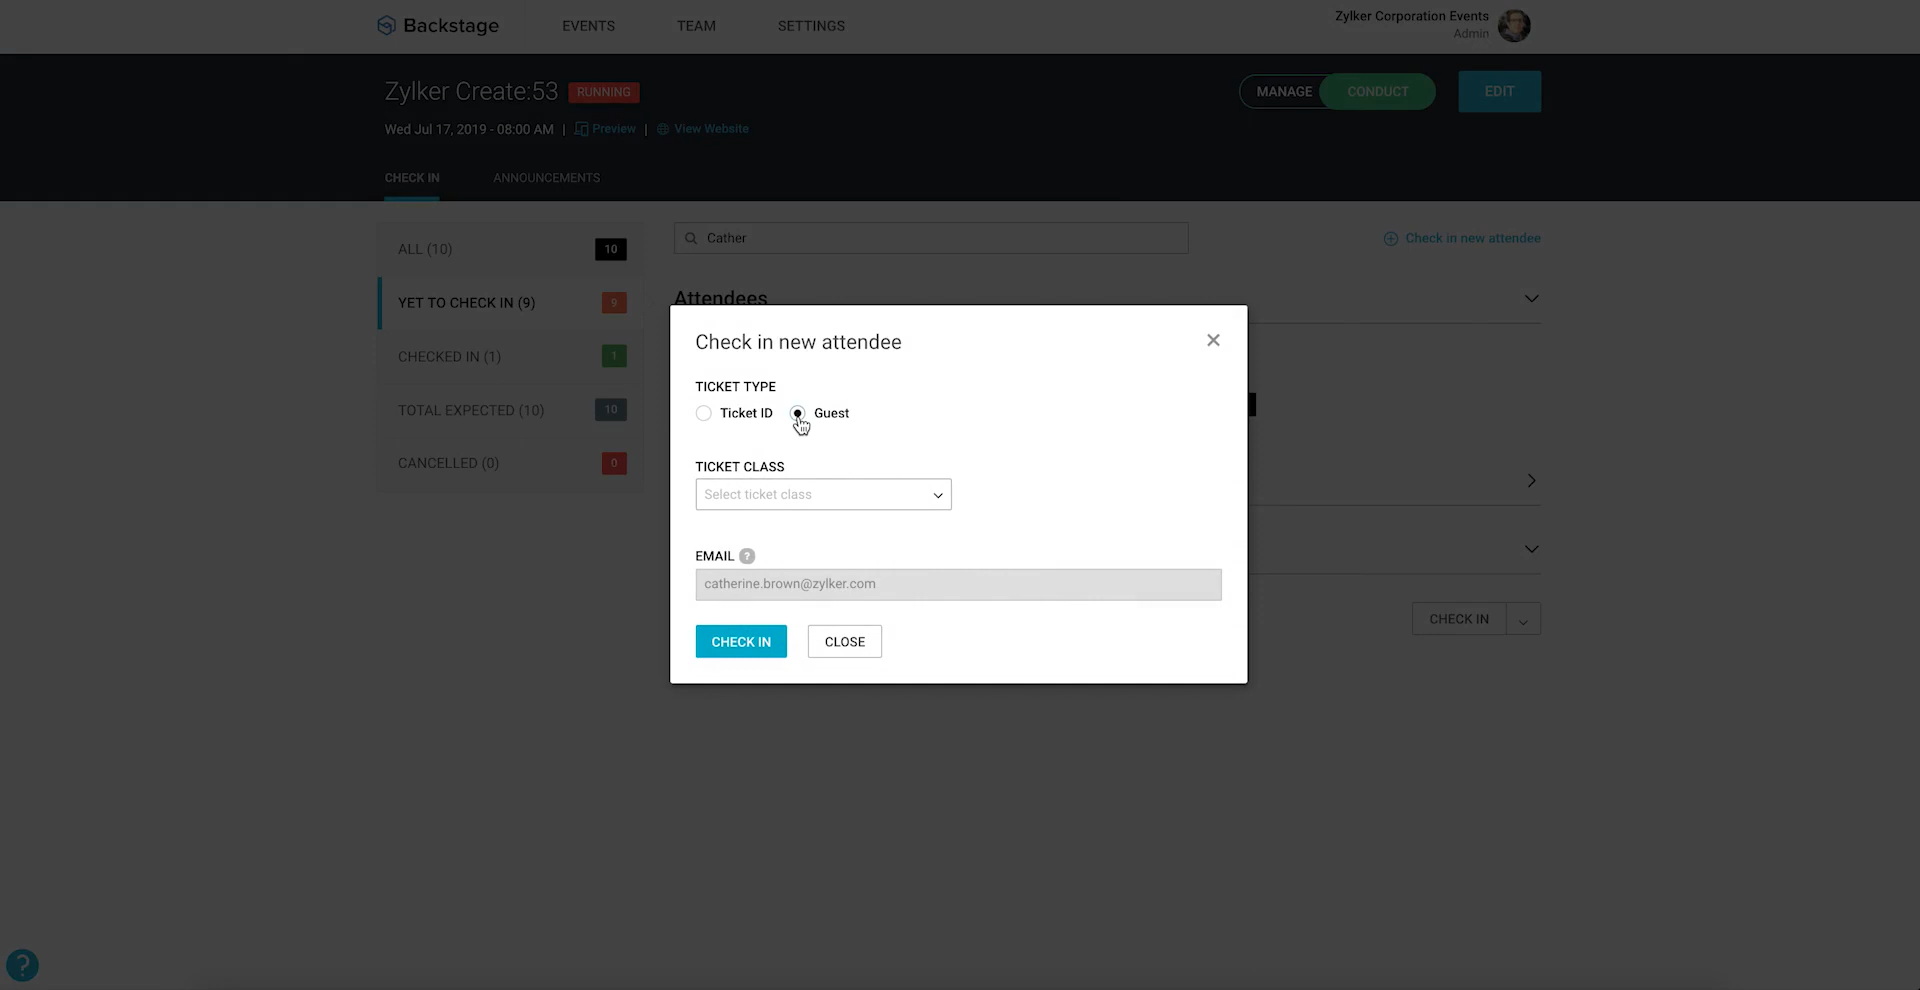 Backstage
EVENTS
TEAM
SETTINGS
Zylker Corporation Events
Admin
Zylker Create:53
RUNNING
MANAGE
CONDUCT
EDIT
Wed Jul 17, 2019 - 08:00 AM | Preview | View Website
CHECK IN
ANNOUNCEMENTS
ALL (10)
10
YET TO CHECK IN (9)
9
CHECKED IN (1)
1
TOTAL EXPECTED (10)
10
CANCELLED (0)
0
Cather
Check in new attendee
Attendees
Check in new attendee
TICKET TYPE
Ticket ID
Guest
TICKET CLASS
Select ticket class
EMAIL ?
catherine.brown@zylker.com
CHECK IN
CLOSE
CHECK IN
?